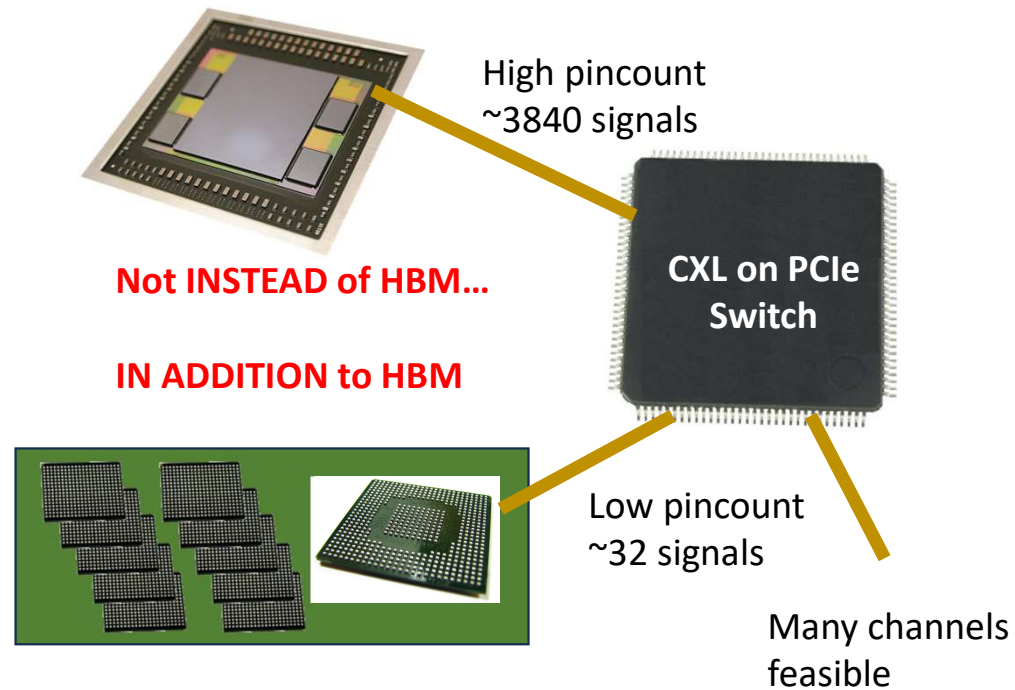 High pincount
~3840 signals
CXL on PCIe
Switch
Not INSTEAD of HBM…
IN ADDITION to HBM
Low pincount
~32 signals
Many channels
feasible